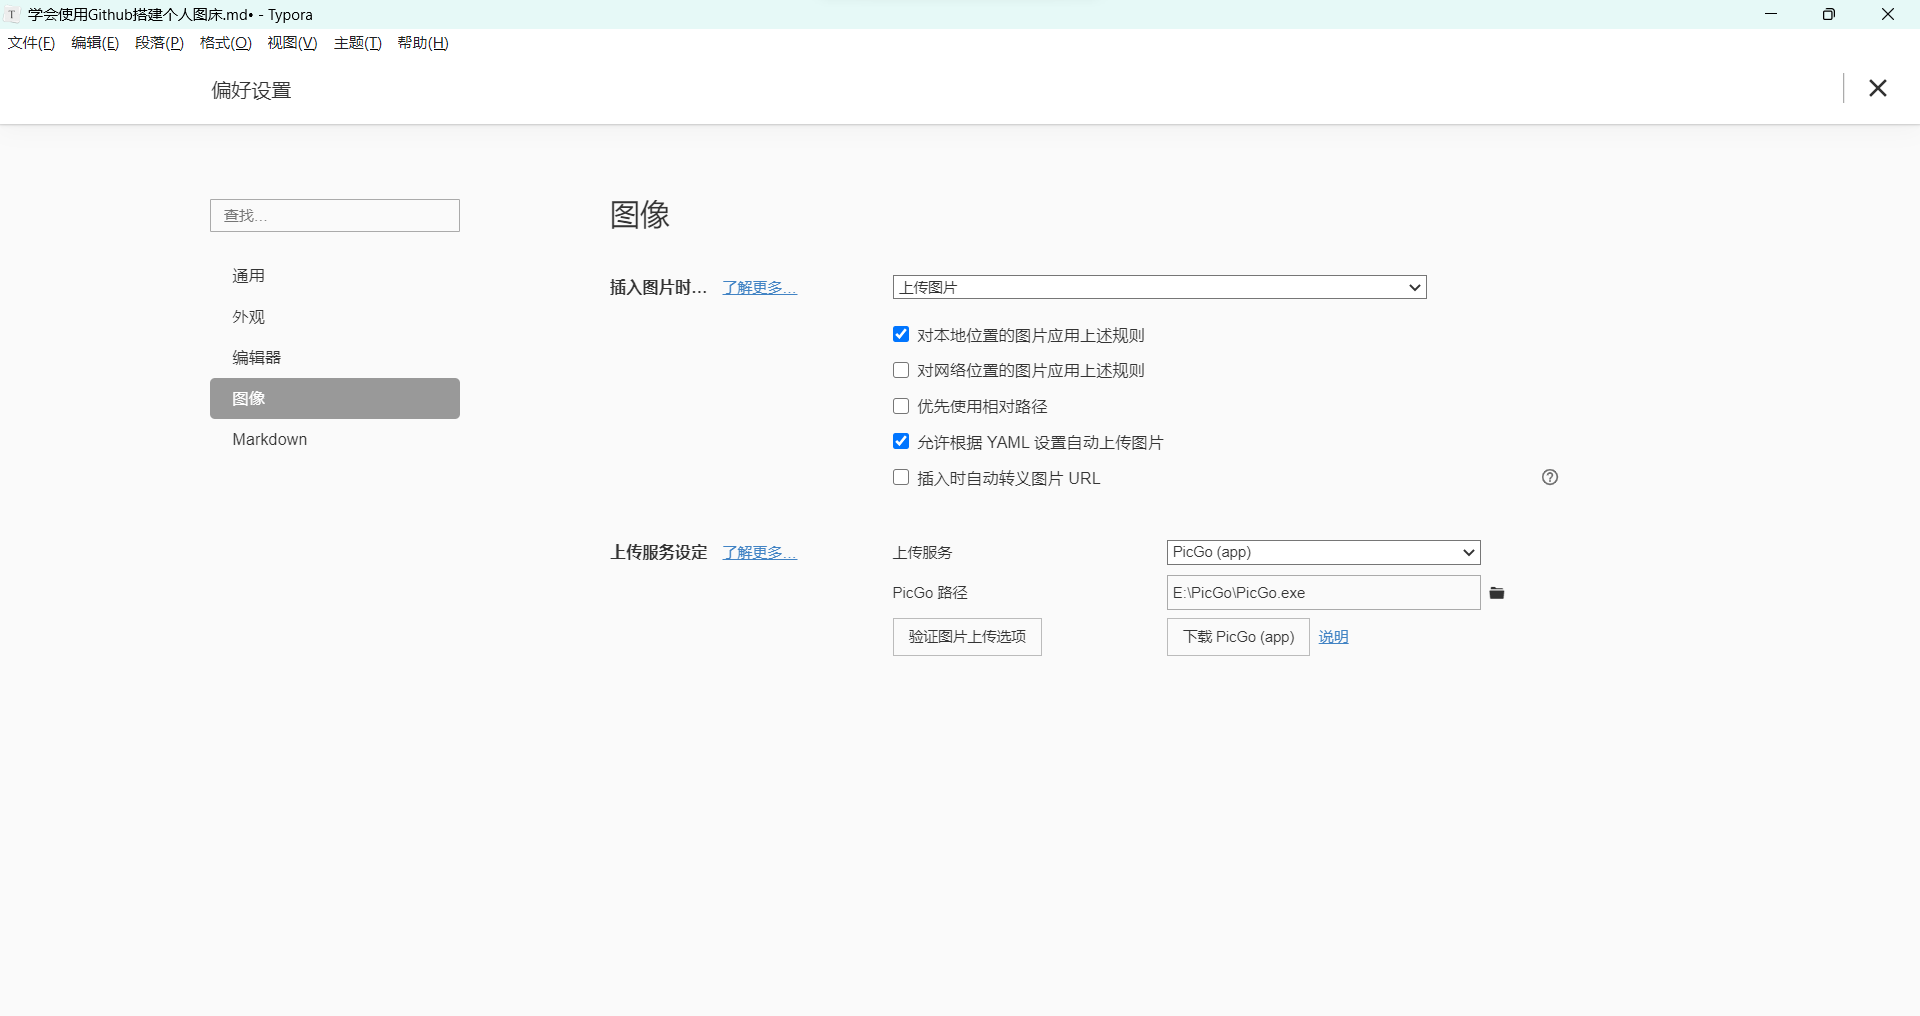 T 学会使用Github搭建个人图床.md• - Typora
文件(F) 编辑(E) 段落(P) 格式(O) 视图(V) 主题(T) 帮助(H)
偏好设置
查找...
通用
外观
编辑器
图像
Markdown
图像
插入图片时... 了解更多... 上传图片
对本地位置的图片应用上述规则
对网络位置的图片应用上述规则
优先使用相对路径
允许根据 YAML 设置自动上传图片
插入时自动转义图片 URL
上传服务设定 了解更多... 上传服务 PicGo (app)
PicGo 路径 E:\PicGo\PicGo.exe
验证图片上传选项 下载 PicGo (app) 说明